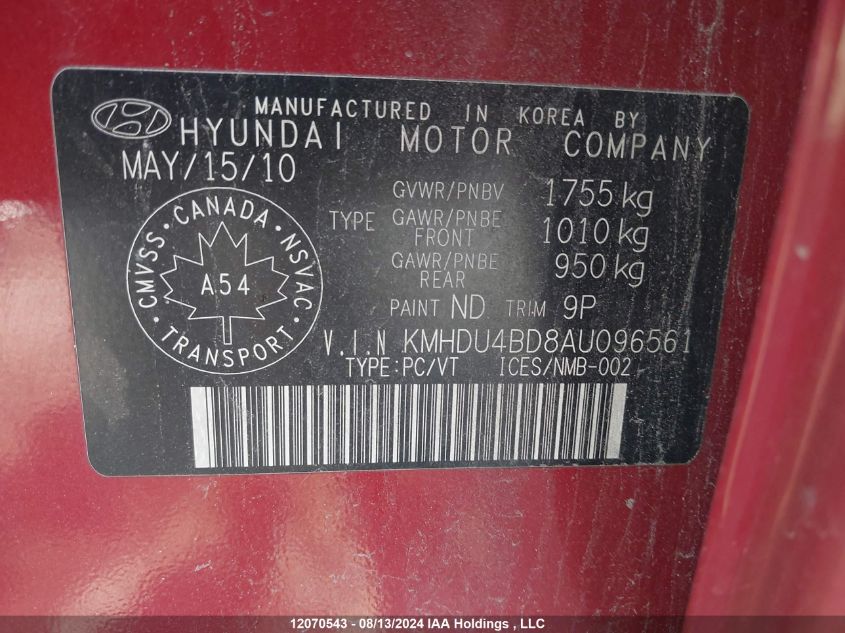 MANUFACTURED IN KOREA BY
HYUNDAI MOTOR COMPANY
MAY/15/10
GVWR/PNBV 1755 kg
TYPE GAWR/PNBE FRONT 1010 kg
GAWR/PNBE REAR 950 kg
CMVSS · CANADA · NSVAC
A54
· TRANSPORT ·
PAINT ND TRIM 9P
V.I.N KMHDU4BD8AU096561
TYPE:PC/VT ICES/NMB-002
12070543 - 08/13/2024 IAA Holdings , LLC